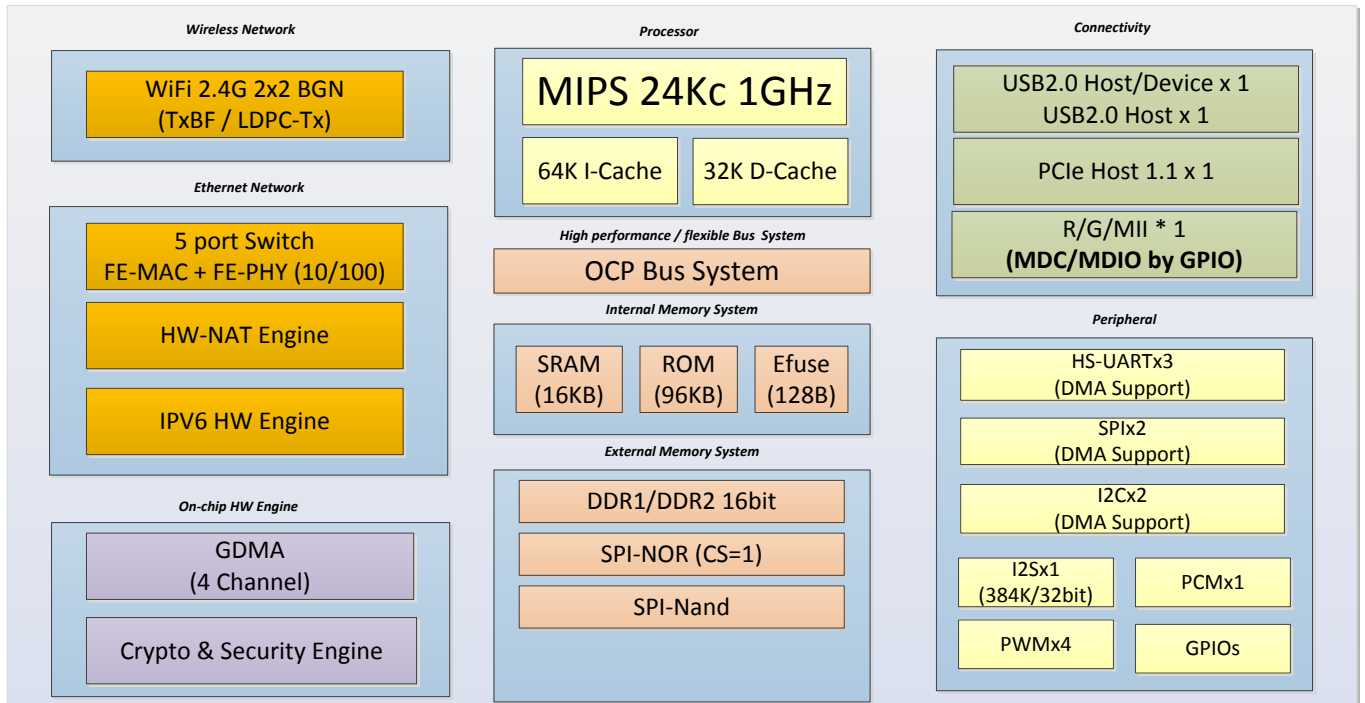 Wireless Network
WiFi 2.4G 2x2 BGN
(TxBF / LDPC-Tx)
Ethernet Network
5 port Switch
FE-MAC + FE-PHY (10/100)
HW-NAT Engine
IPV6 HW Engine
On-chip HW Engine
GDMA
(4 Channel)
Crypto & Security Engine
Processor
MIPS 24Kc 1GHz
64K I-Cache
32K D-Cache
High performance / flexible Bus System
OCP Bus System
Internal Memory System
SRAM
(16KB)
ROM
(96KB)
Efuse
(128B)
External Memory System
DDR1/DDR2 16bit
SPI-NOR (CS=1)
SPI-Nand
Connectivity
USB2.0 Host/Device x 1
USB2.0 Host x 1
PCIe Host 1.1 x 1
R/G/MII * 1
(MDC/MDIO by GPIO)
Peripheral
HS-UARTx3
(DMA Support)
SPIx2
(DMA Support)
I2Cx2
(DMA Support)
I2Sx1
(384K/32bit)
PCMx1
PWMx4
GPIOs